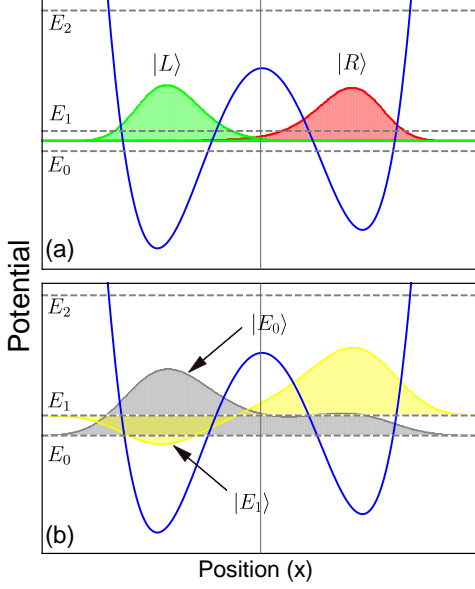 E₂
|L⟩
|R⟩
E₁
E₀
(a)
Potential
E₂
|E₀⟩
E₁
E₀
|E₁⟩
(b)
Position (x)